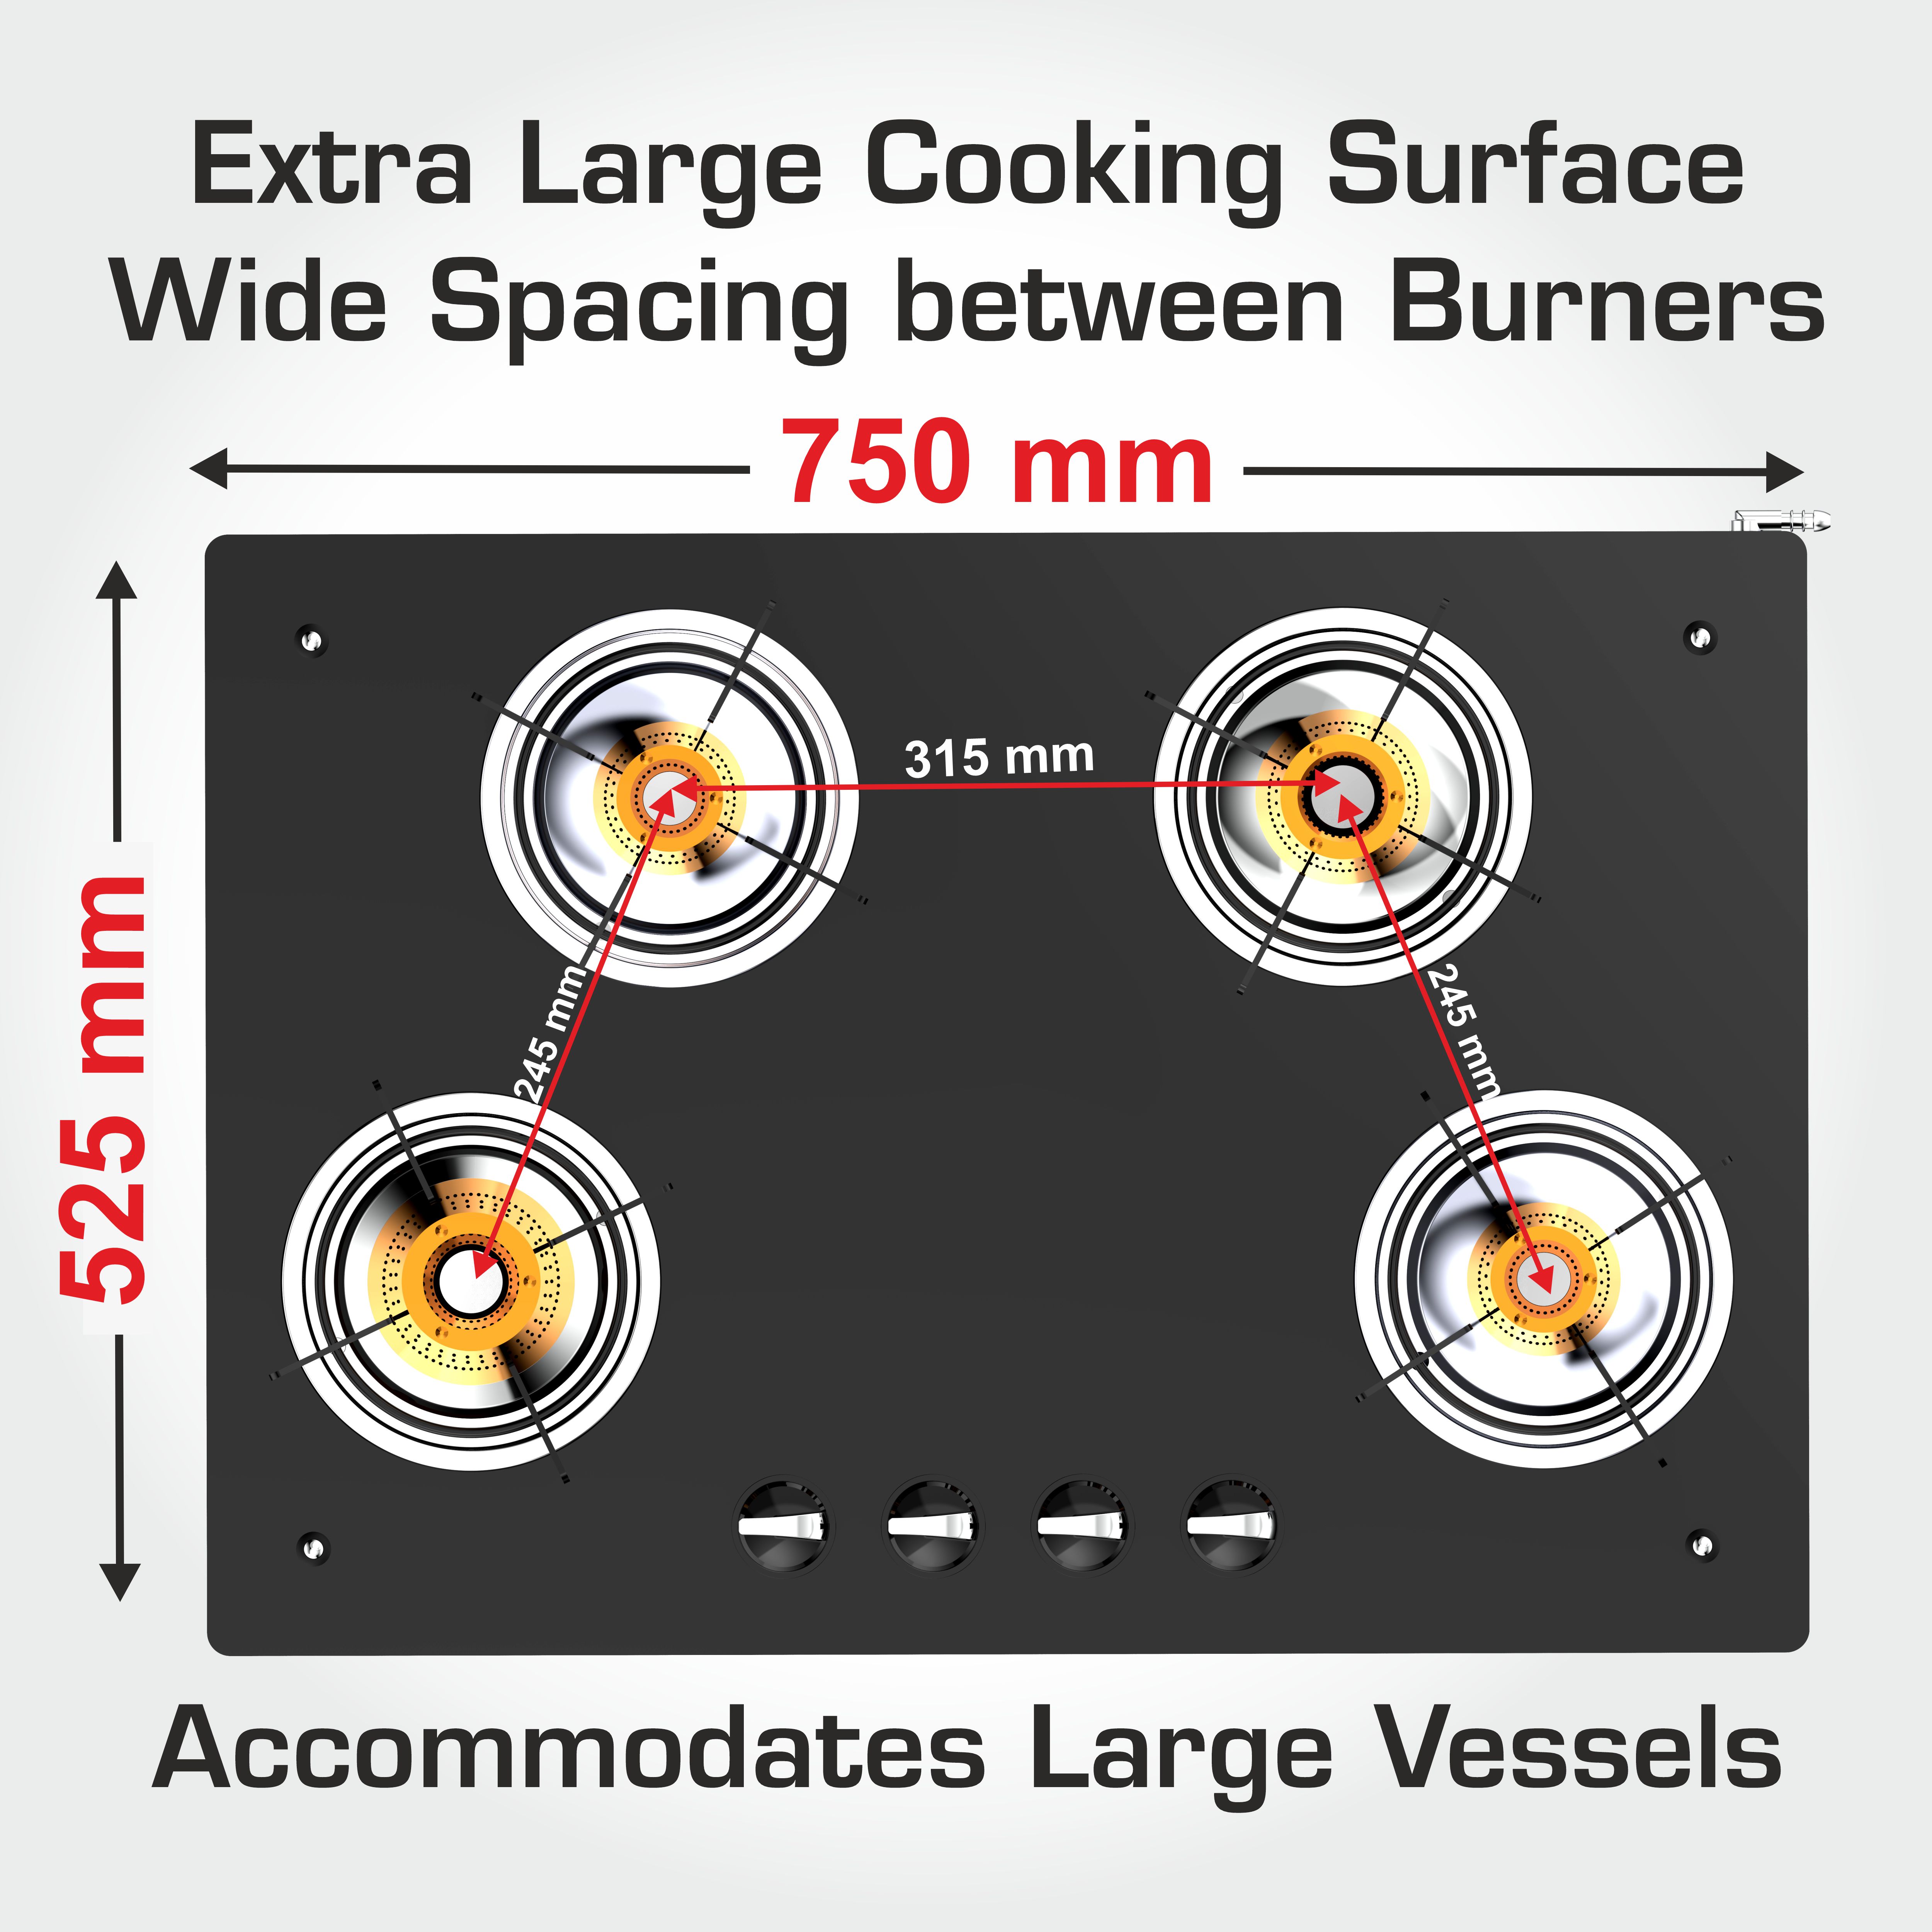 Extra Large Cooking Surface
Wide Spacing between Burners
750 mm
525 mm
315 mm
245 mm
245 mm
Accommodates Large Vessels